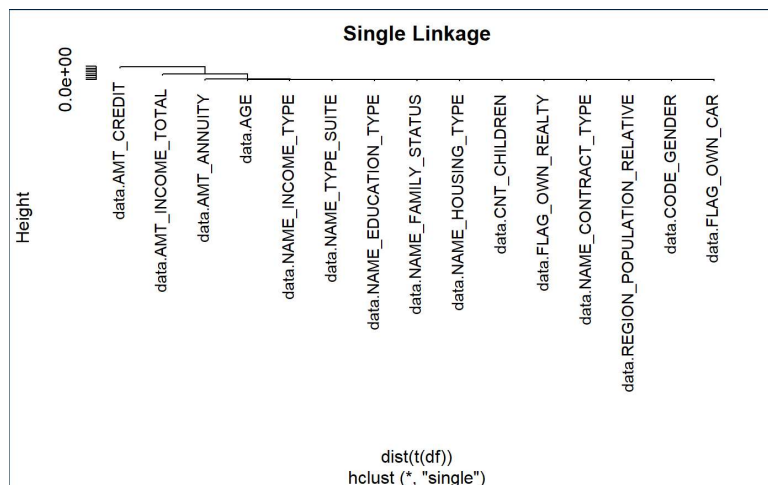 Single Linkage
0.0e+00
Height
data.AMT_CREDIT
data.AMT_INCOME_TOTAL
data.AMT_ANNUITY
data.AGE
data.NAME_INCOME_TYPE
data.NAME_TYPE_SUITE
data.NAME_EDUCATION_TYPE
data.NAME_FAMILY_STATUS
data.NAME_HOUSING_TYPE
data.CNT_CHILDREN
data.FLAG_OWN_REALTY
data.NAME_CONTRACT_TYPE
data.REGION_POPULATION_RELATIVE
data.CODE_GENDER
data.FLAG_OWN_CAR
dist(t(df))
hclust (*, "single")